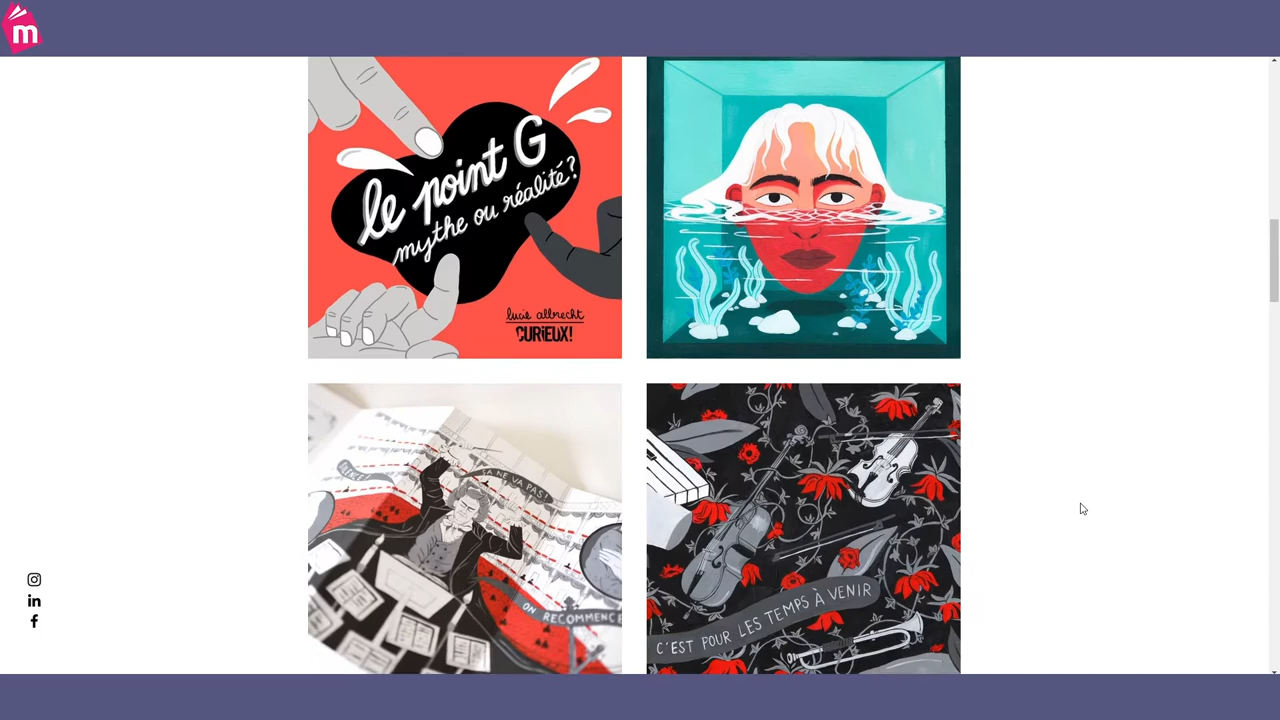 m
le point G
mythe ou réalité?
lucie albrecht
CURiEUX!
ÇA NE VA PAS!
ON RECOMMENCE
C'EST POUR LES TEMPS À VENIR
in
f